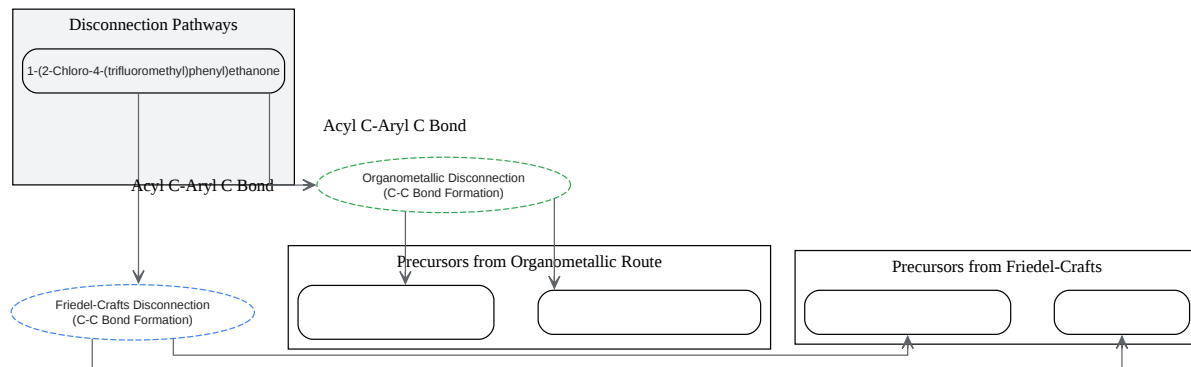 Disconnection Pathways
1-(2-Chloro-4-(trifluoromethyl)phenyl)ethanone
Acyl C-Aryl C Bond
Acyl C-Aryl C Bond
Organometallic Disconnection
(C-C Bond Formation)
Precursors from Organometallic Route
Precursors from Friedel-Crafts
Friedel-Crafts Disconnection
(C-C Bond Formation)